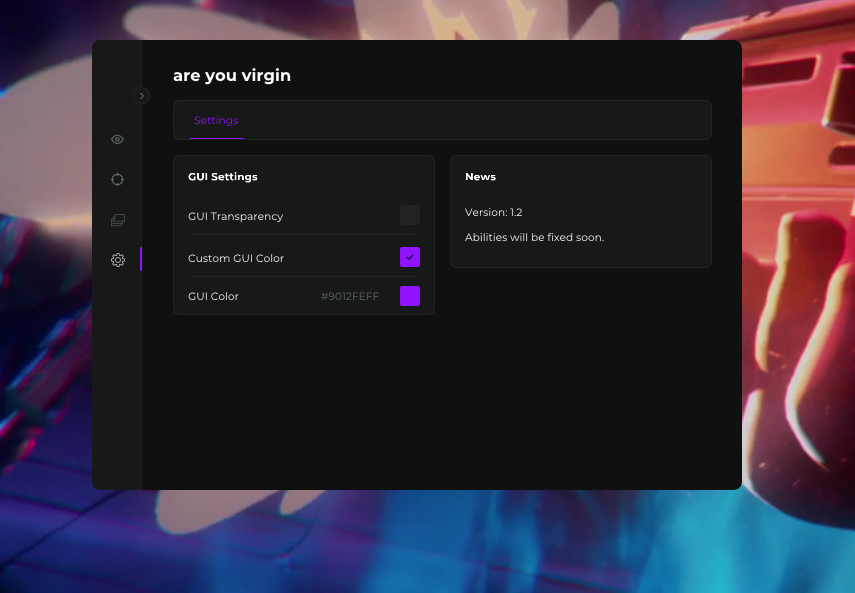 are you virgin
Settings
GUI Settings
GUI Transparency
Custom GUI Color
GUI Color #9012FEFF
News
Version: 1.2
Abilities will be fixed soon.